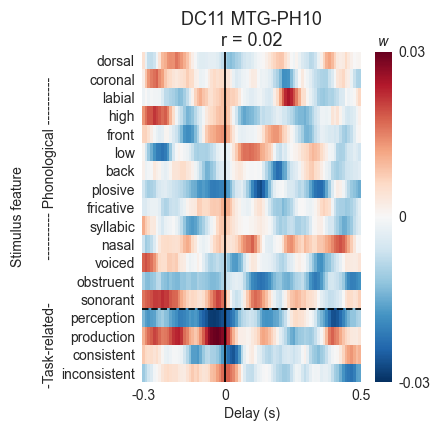 DC11 MTG-PH10
r = 0.02
w
Stimulus feature
---------- Phonological ----------
-Task-related-
dorsal
coronal
labial
high
front
low
back
plosive
fricative
syllabic
nasal
voiced
obstruent
sonorant
perception
production
consistent
inconsistent
0.03
0
-0.03
-0.3 0 0.5
Delay (s)